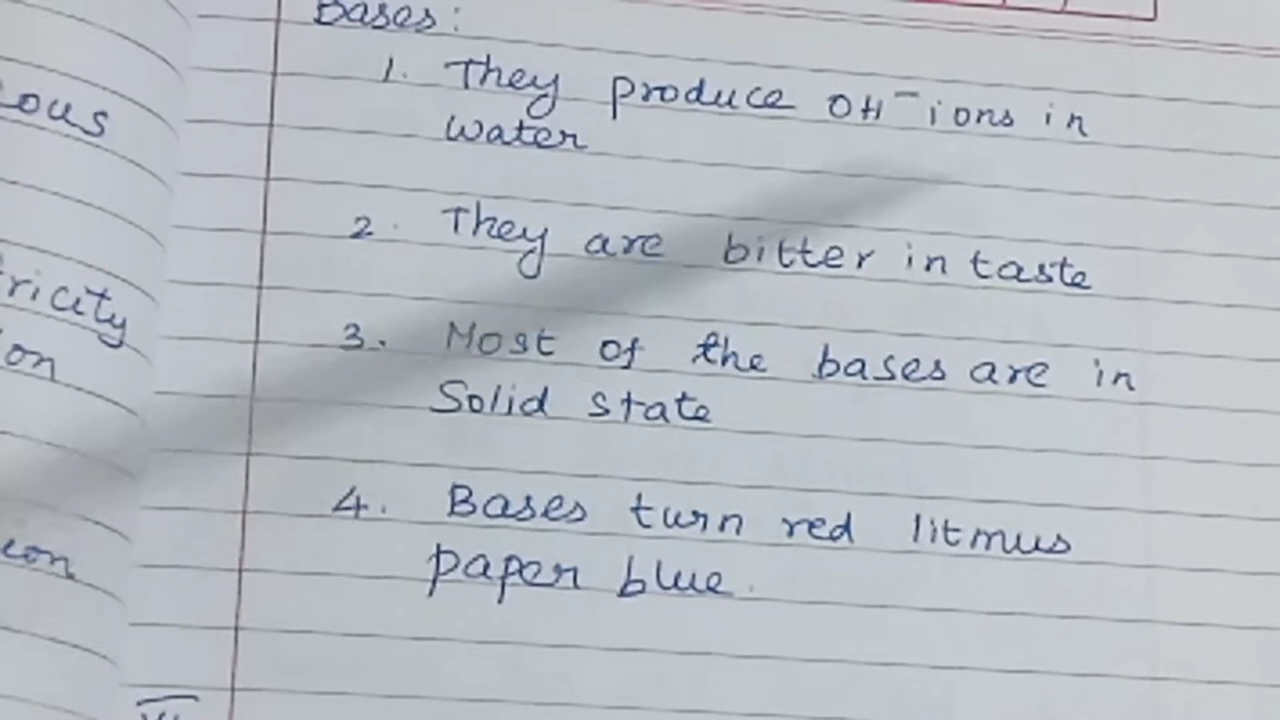 ous
ricity
on
Bases:
1. They produce OH⁻ ions in
water
2. They are bitter in taste
3. Most of the bases are in
Solid state
4. Bases turn red litmus
paper blue.